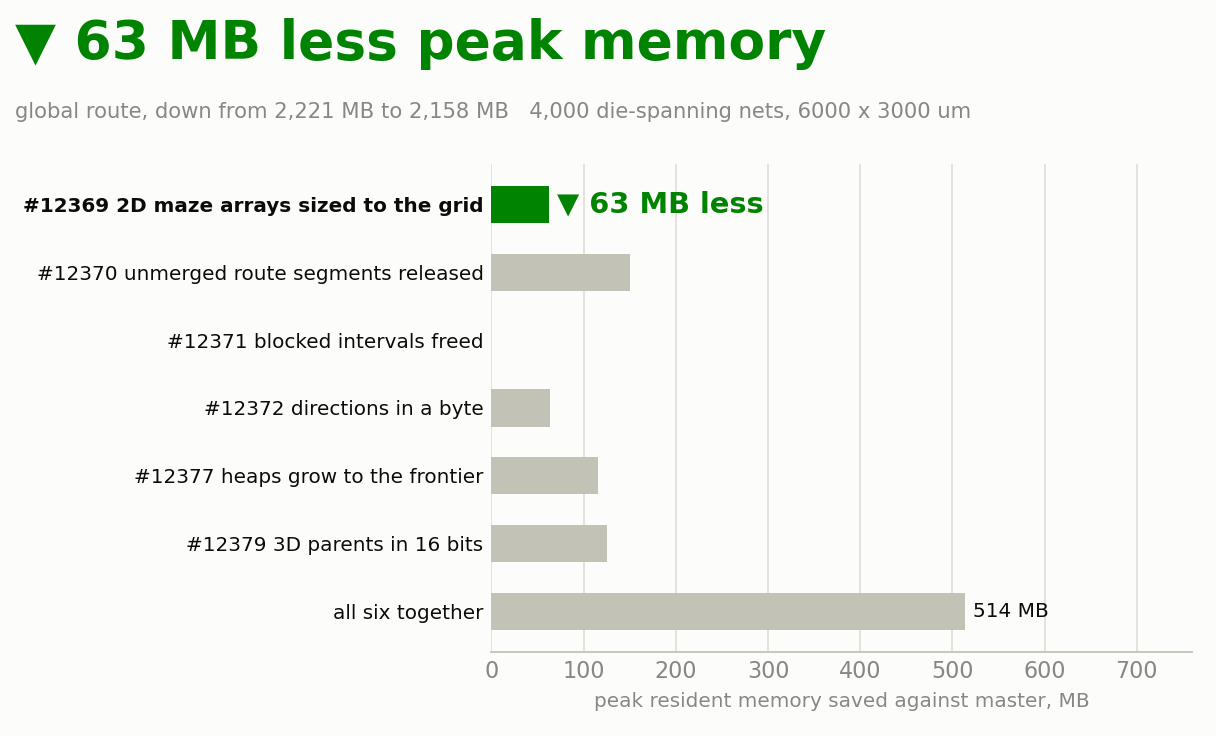 ▼ 63 MB less peak memory
global route, down from 2,221 MB to 2,158 MB   4,000 die-spanning nets, 6000 x 3000 um
#12369 2D maze arrays sized to the grid
▼ 63 MB less
#12370 unmerged route segments released
#12371 blocked intervals freed
#12372 directions in a byte
#12377 heaps grow to the frontier
#12379 3D parents in 16 bits
all six together
514 MB
0 100 200 300 400 500 600 700
peak resident memory saved against master, MB